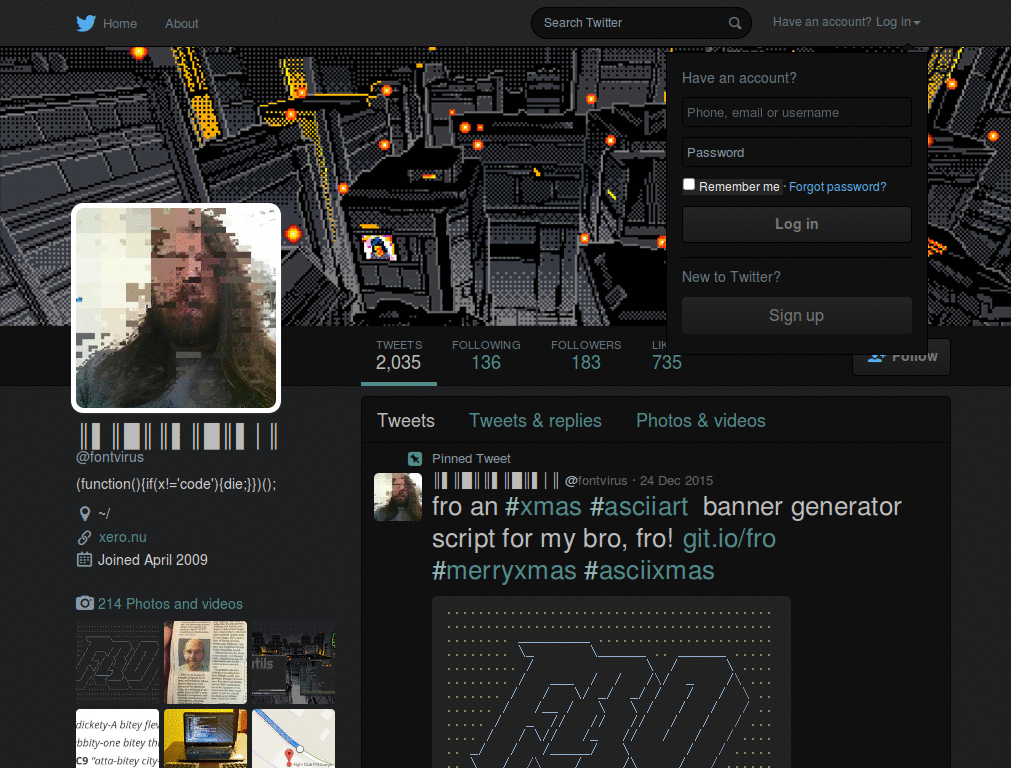 Home About
Search Twitter
Have an account? Log in
Have an account?
Phone, email or username
Password
Remember me · Forgot password?
Log in
New to Twitter?
Sign up
TWEETS FOLLOWING FOLLOWERS LIK
2,035 136 183 735
Follow
@fontvirus
(function(){if(x!='code'){die;}})();
~/
xero.nu
Joined April 2009
214 Photos and videos
utils
dickety-A bitey
bbity-one bitey
C9 "atta-bitey city-
Tweets Tweets & replies Photos & videos
Pinned Tweet
@fontvirus · 24 Dec 2015
fro an #xmas #asciiart banner generator
script for my bro, fro! git.io/fro
#merryxmas #asciixmas